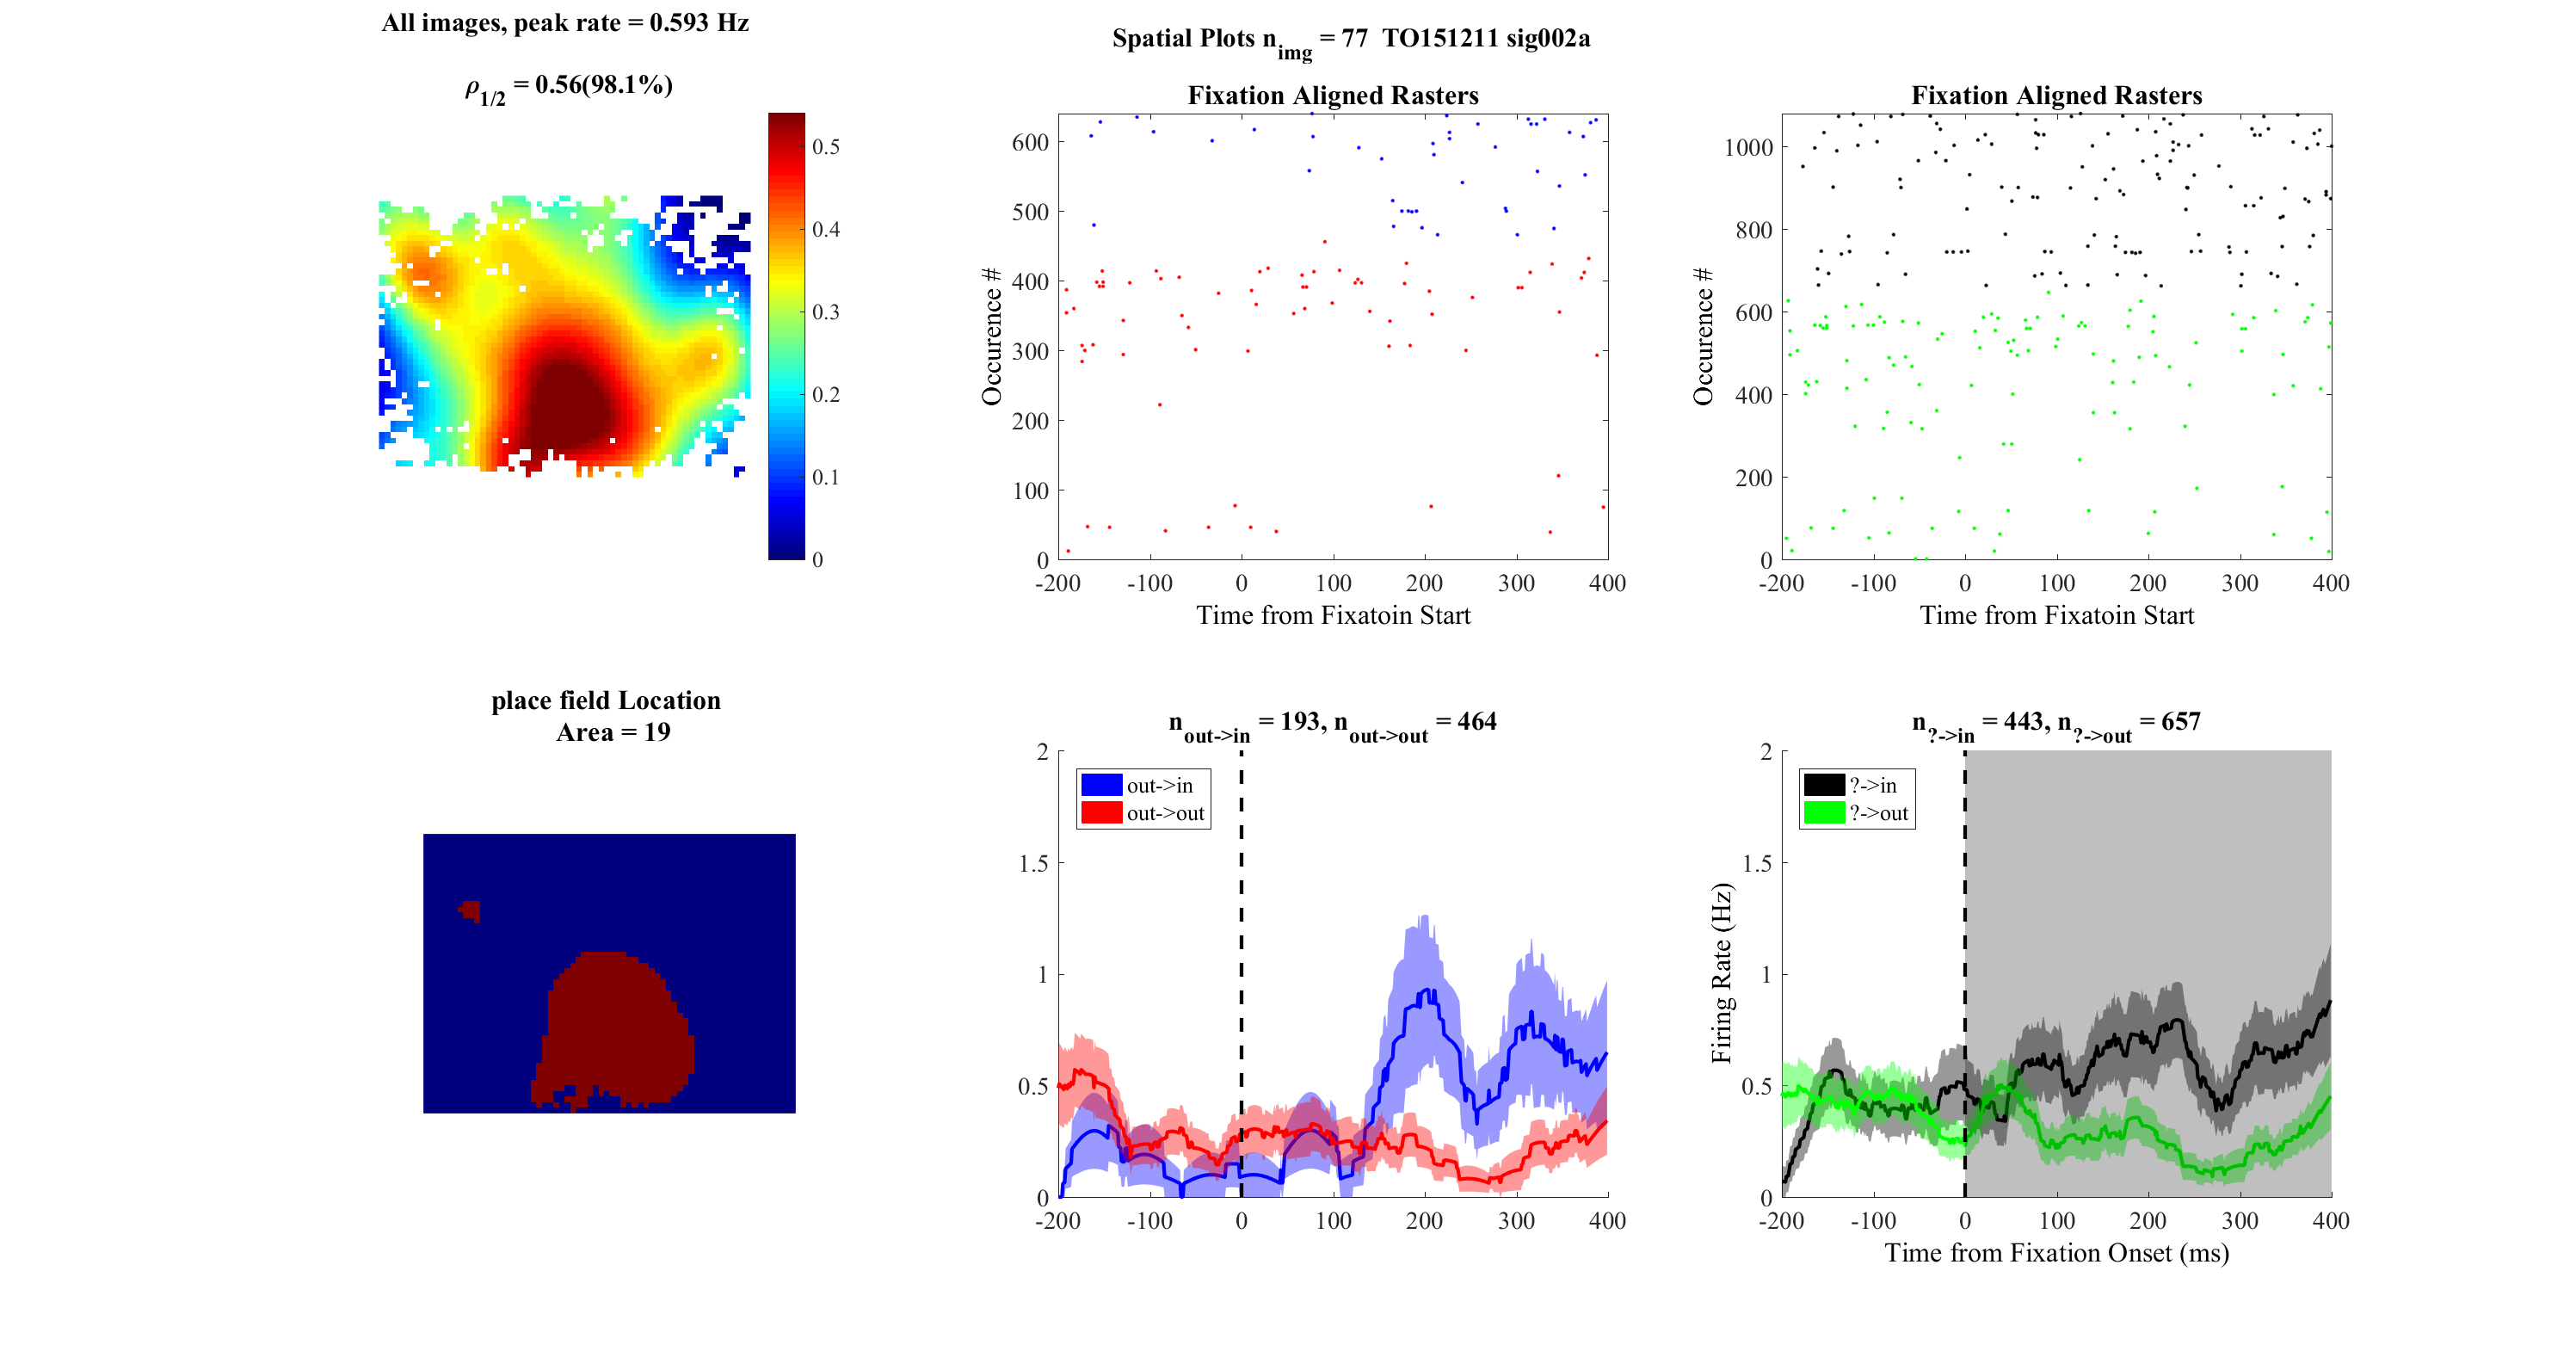 All images, peak rate = 0.593 Hz
ρ1/2 = 0.56(98.1%)
0.5
0.4
0.3
0.2
0.1
0
Spatial Plots nimg = 77 TO151211 sig002a
Fixation Aligned Rasters
Occurence #
600
500
400
300
200
100
0
-200 -100 0 100 200 300 400
Time from Fixatoin Start
Fixation Aligned Rasters
Occurence #
1000
800
600
400
200
0
-200 -100 0 100 200 300 400
Time from Fixatoin Start
place field Location
Area = 19
nout->in = 193, nout->out = 464
out->in
out->out
2
1.5
1
0.5
0
-200 -100 0 100 200 300 400
n?->in = 443, n?->out = 657
?->in
?->out
Firing Rate (Hz)
2
1.5
1
0.5
0
-200 -100 0 100 200 300 400
Time from Fixation Onset (ms)